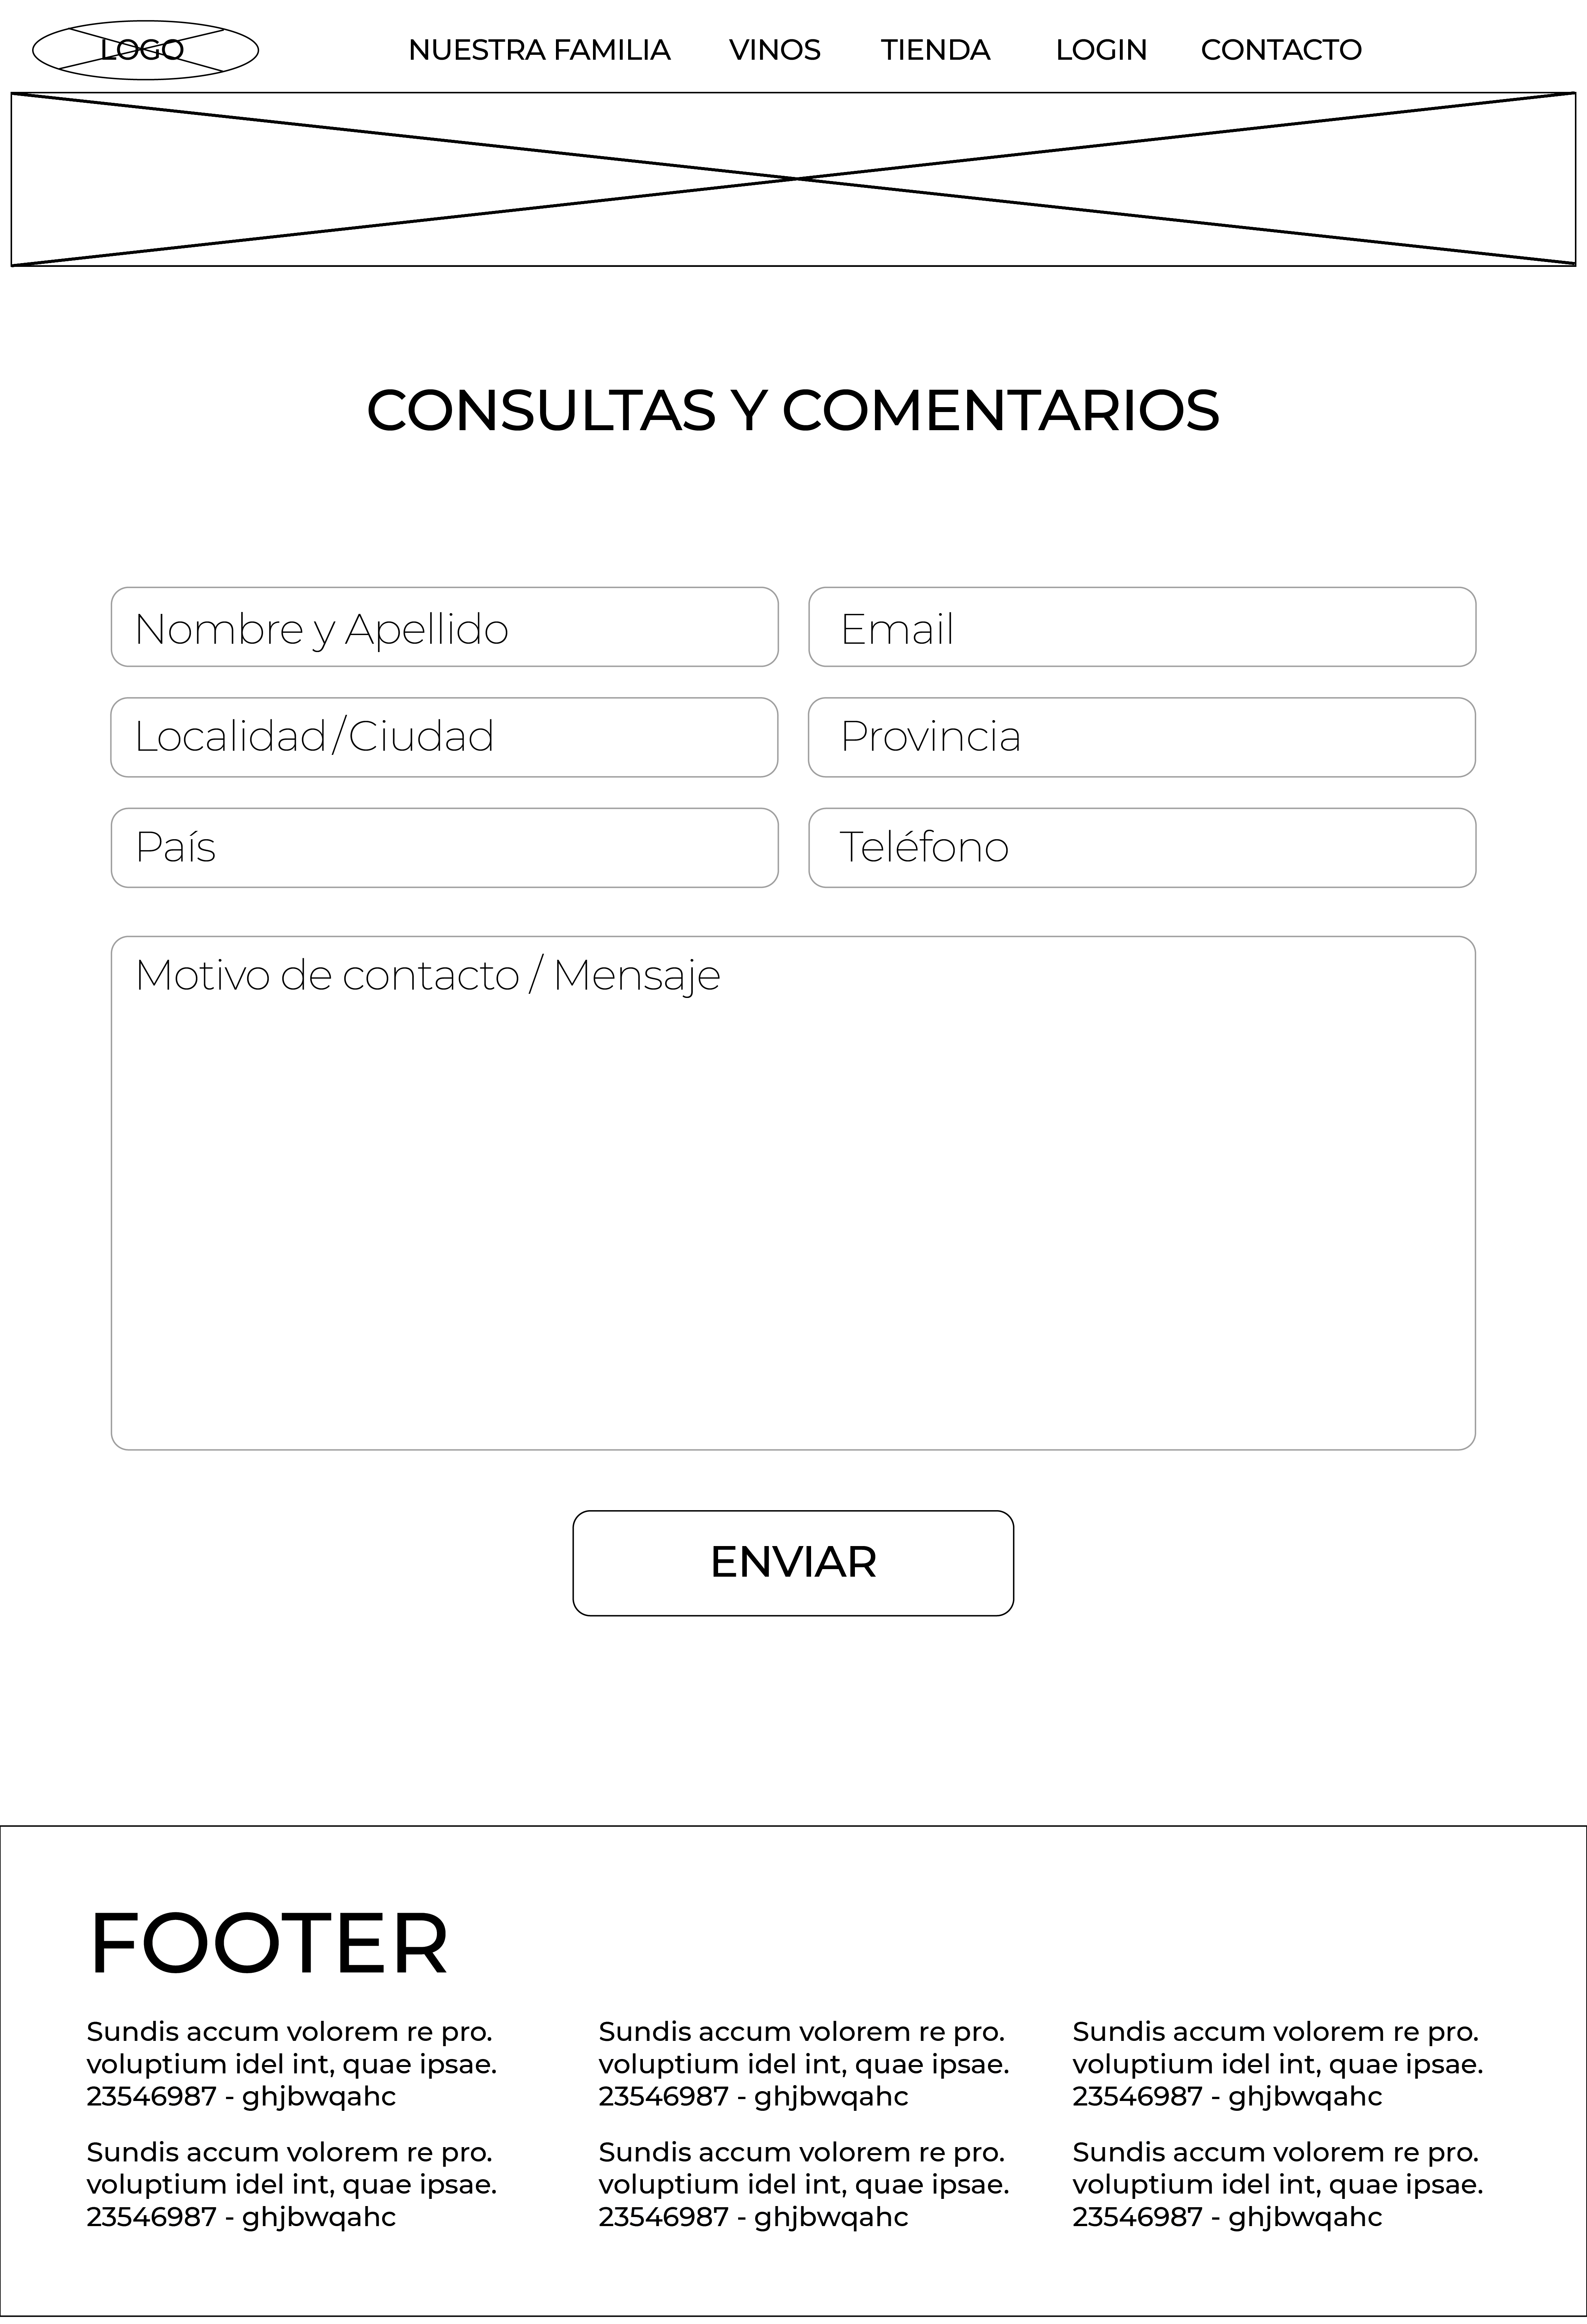 LOGO
NUESTRA FAMILIA VINOS TIENDA LOGIN CONTACTO
CONSULTAS Y COMENTARIOS
Nombre y Apellido
Email
Localidad/Ciudad
Provincia
País
Teléfono
Motivo de contacto / Mensaje
ENVIAR
FOOTER
Sundis accum volorem re pro.
voluptium idel int, quae ipsae.
23546987 - ghjbwqahc
Sundis accum volorem re pro.
voluptium idel int, quae ipsae.
23546987 - ghjbwqahc
Sundis accum volorem re pro.
voluptium idel int, quae ipsae.
23546987 - ghjbwqahc
Sundis accum volorem re pro.
voluptium idel int, quae ipsae.
23546987 - ghjbwqahc
Sundis accum volorem re pro.
voluptium idel int, quae ipsae.
23546987 - ghjbwqahc
Sundis accum volorem re pro.
voluptium idel int, quae ipsae.
23546987 - ghjbwqahc